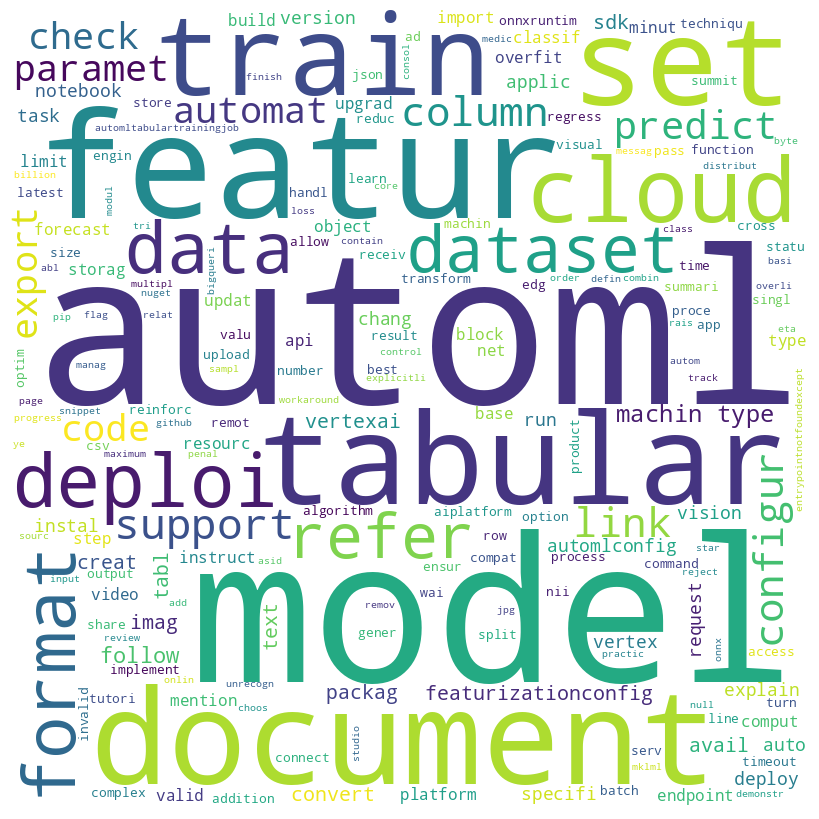 build version import onnxruntim sdk minut techniqu
check train ad consol medic classif overfit set
paramet finish json applic summit
notebook store automat upgrad column regress predict
task automltabulartrainingjob reduc visual function messag pass byte
limit engin featur handl learn core cloud distribut
billion latest modul loss
export forecast tri data allow object contain machin class cross
size bigqueri receiv dataset time statu
abl storag multipl transform edg order defin combin summari basi
nuget updat chang proce overli singl
pip flag relat valu api result block rais app type
optim manag automl upload best control net autom eta
page sampl number explicitli track
progress snippet reinforc workaround base
code github remot vertexai run product machin type
ye csv resourc tabular
maximum penal algorithm aiplatform option row entrypointnotfoundexcept
deploi support refer link vision configur
sourc instal step automlconfig star
format creat instruct asid ensur compat process command reject
input output tabl wai nii request
video add imag text remov jpg onnx
share gener split vertex practic access
review follow model
implement unrecogn
tutori onlin packag featurizationconfig explain turn
invalid mention choos null
document studio line comput
connect serv mklml avail auto
timeout
complex valid addition convert platform specifi batch endpoint deploy demonstr